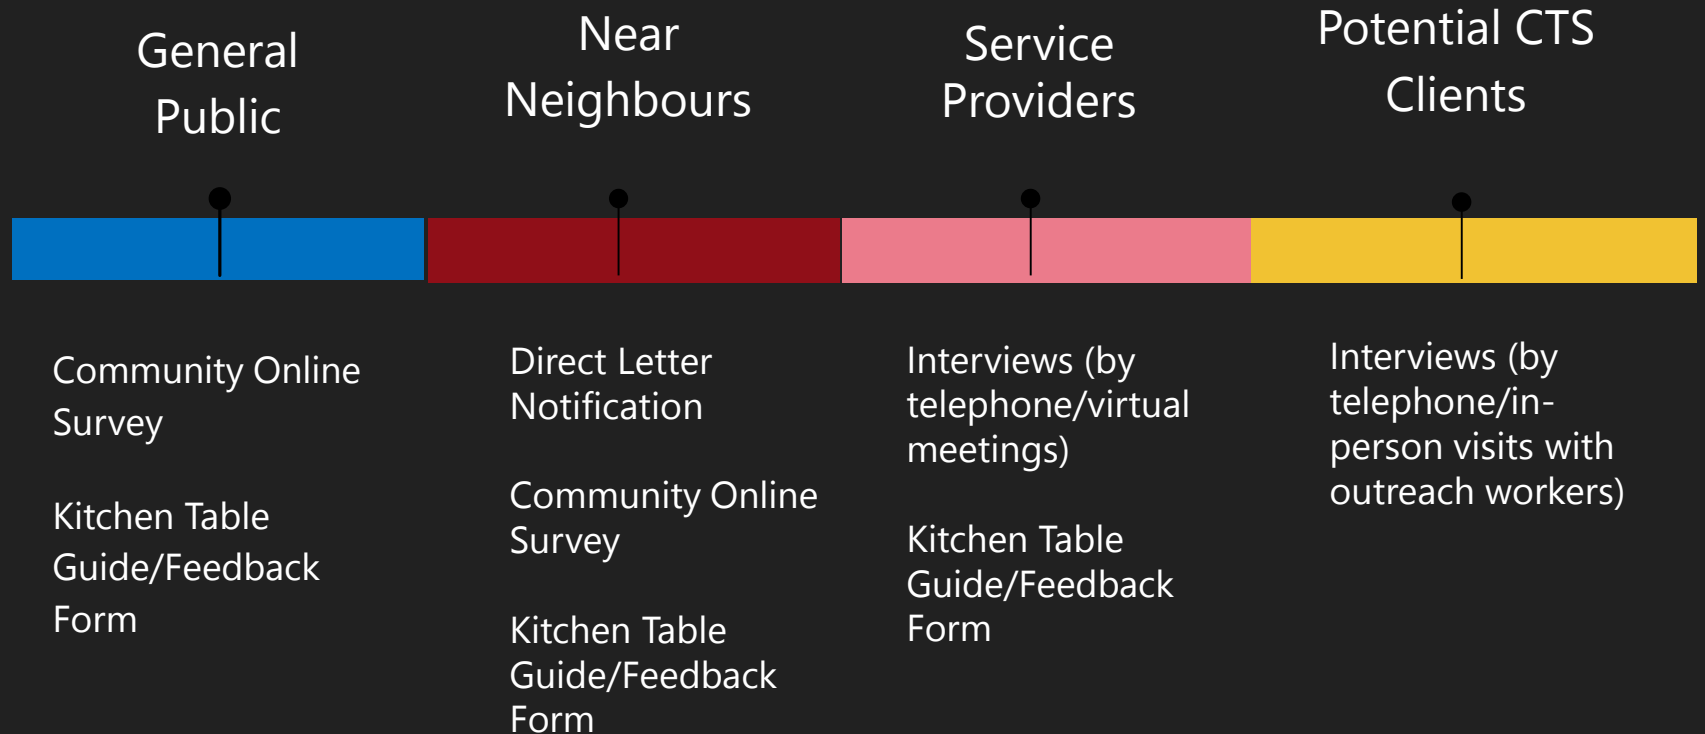 General
Public
Near
Neighbours
Service
Providers
Potential CTS
Clients
Community Online
Survey
Kitchen Table
Guide/Feedback
Form
Direct Letter
Notification
Community Online
Survey
Kitchen Table
Guide/Feedback
Form
Interviews (by
telephone/virtual
meetings)
Kitchen Table
Guide/Feedback
Form
Interviews (by
telephone/in-
person visits with
outreach workers)